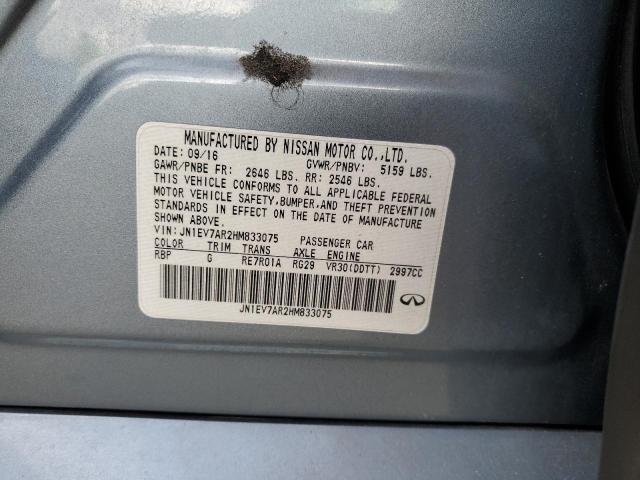 MANUFACTURED BY NISSAN MOTOR CO.,LTD.
DATE: 09/16 GVWR/PNBV: 5159 LBS.
GAWR/PNBE FR: 2646 LBS. RR: 2546 LBS.
THIS VEHICLE CONFORMS TO ALL APPLICABLE FEDERAL
MOTOR VEHICLE SAFETY,BUMPER,AND THEFT PREVENTION
STANDARDS IN EFFECT ON THE DATE OF MANUFACTURE
SHOWN ABOVE.
VIN: JN1EV7AR2HM833075 PASSENGER CAR
COLOR TRIM TRANS AXLE ENGINE
RBP G RE7R01A RG29 VR30(DDTT) 2997CC
JN1EV7AR2HM833075